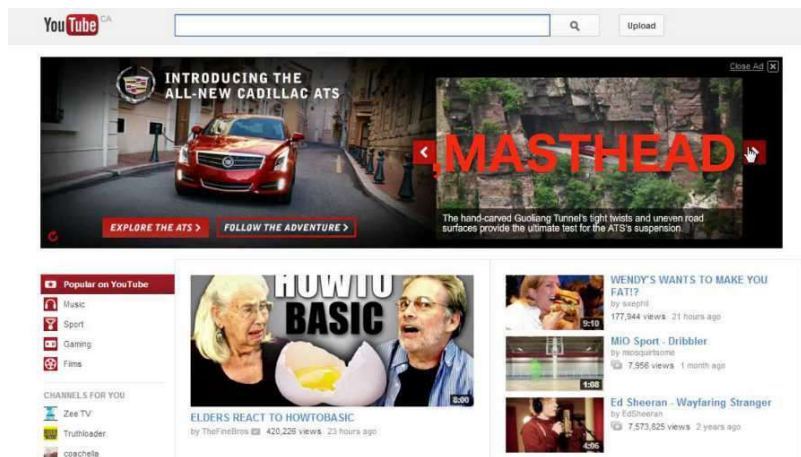 YouTube CA
Upload
Close Ad X
INTRODUCING THE
ALL-NEW CADILLAC ATS
MASTHEAD
EXPLORE THE ATS >
FOLLOW THE ADVENTURE >
The hand-carved Guoliang Tunnel's tight twists and uneven road
surfaces provide the ultimate test for the ATS's suspension.
Popular on YouTube
Music
Sport
Gaming
Films
CHANNELS FOR YOU
Zee TV
Truthloader
coachella
HOWTO
BASIC
8:00
ELDERS REACT TO HOWTOBASIC
by TheFineBros 420,226 views 23 hours ago
9:10
WENDY'S WANTS TO MAKE YOU
FAT!?
by sxephil
177,944 views 21 hours ago
1:08
MiO Sport - Dribbler
by miosquirtsome
7,956 views 1 month ago
4:06
Ed Sheeran - Wayfaring Stranger
by EdSheeran
7,573,825 views 2 years ago